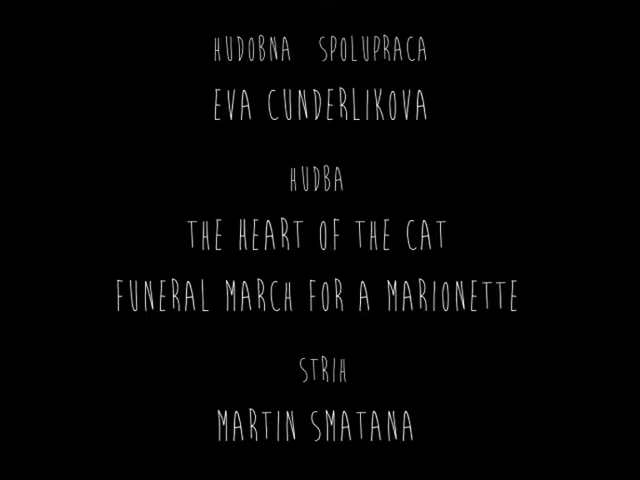 HUDOBNA SPOLUPRACA
EVA CUNDERLIKOVA
HUDBA
THE HEART OF THE CAT
FUNERAL MARCH FOR A MARIONETTE
STRIH
MARTIN SMATANA